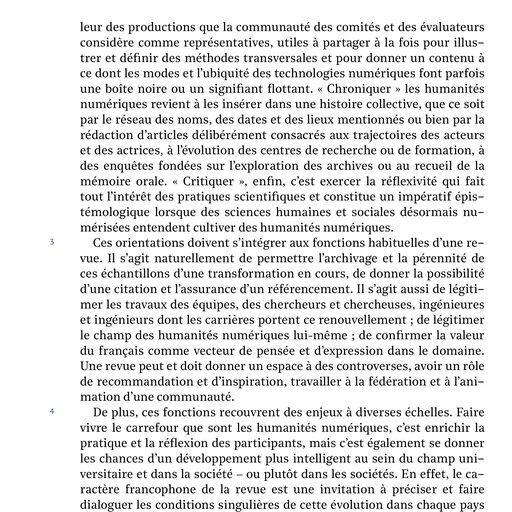 leur des productions que la communauté des comités et des évaluateurs
considère comme représentatives, utiles à partager à la fois pour illus–
trer et définir des méthodes transversales et pour donner un contenu à
ce dont les modes et l'ubiquité des technologies numériques font parfois
une boîte noire ou un signifiant flottant. « Chroniquer » les humanités
numériques revient à les insérer dans une histoire collective, que ce soit
par le réseau des noms, des dates et des lieux mentionnés ou bien par la
rédaction d'articles délibérément consacrés aux trajectoires des acteurs
et des actrices, à l'évolution des centres de recherche ou de formation, à
des enquêtes fondées sur l'exploration des archives ou au recueil de la
mémoire orale. « Critiquer », enfin, c'est exercer la réflexivité qui fait
tout l'intérêt des pratiques scientifiques et constitue un impératif épis–
témologique lorsque des sciences humaines et sociales désormais nu–
mérisées entendent cultiver des humanités numériques.
3 Ces orientations doivent s'intégrer aux fonctions habituelles d'une re–
vue. Il s'agit naturellement de permettre l'archivage et la pérennité de
ces échantillons d'une transformation en cours, de donner la possibilité
d'une citation et l'assurance d'un référencement. Il s'agit aussi de légiti–
mer les travaux des équipes, des chercheurs et chercheuses, ingénieures
et ingénieurs dont les carrières portent ce renouvellement ; de légitimer
le champ des humanités numériques lui-même ; de confirmer la valeur
du français comme vecteur de pensée et d'expression dans le domaine.
Une revue peut et doit donner un espace à des controverses, avoir un rôle
de recommandation et d'inspiration, travailler à la fédération et à l'ani–
mation d'une communauté.
4 De plus, ces fonctions recouvrent des enjeux à diverses échelles. Faire
vivre le carrefour que sont les humanités numériques, c'est enrichir la
pratique et la réflexion des participants, mais c'est également se donner
les chances d'un développement plus intelligent au sein du champ uni–
versitaire et dans la société – ou plutôt dans les sociétés. En effet, le ca–
ractère francophone de la revue est une invitation à préciser et faire
dialoguer les conditions singulières de cette évolution dans chaque pays